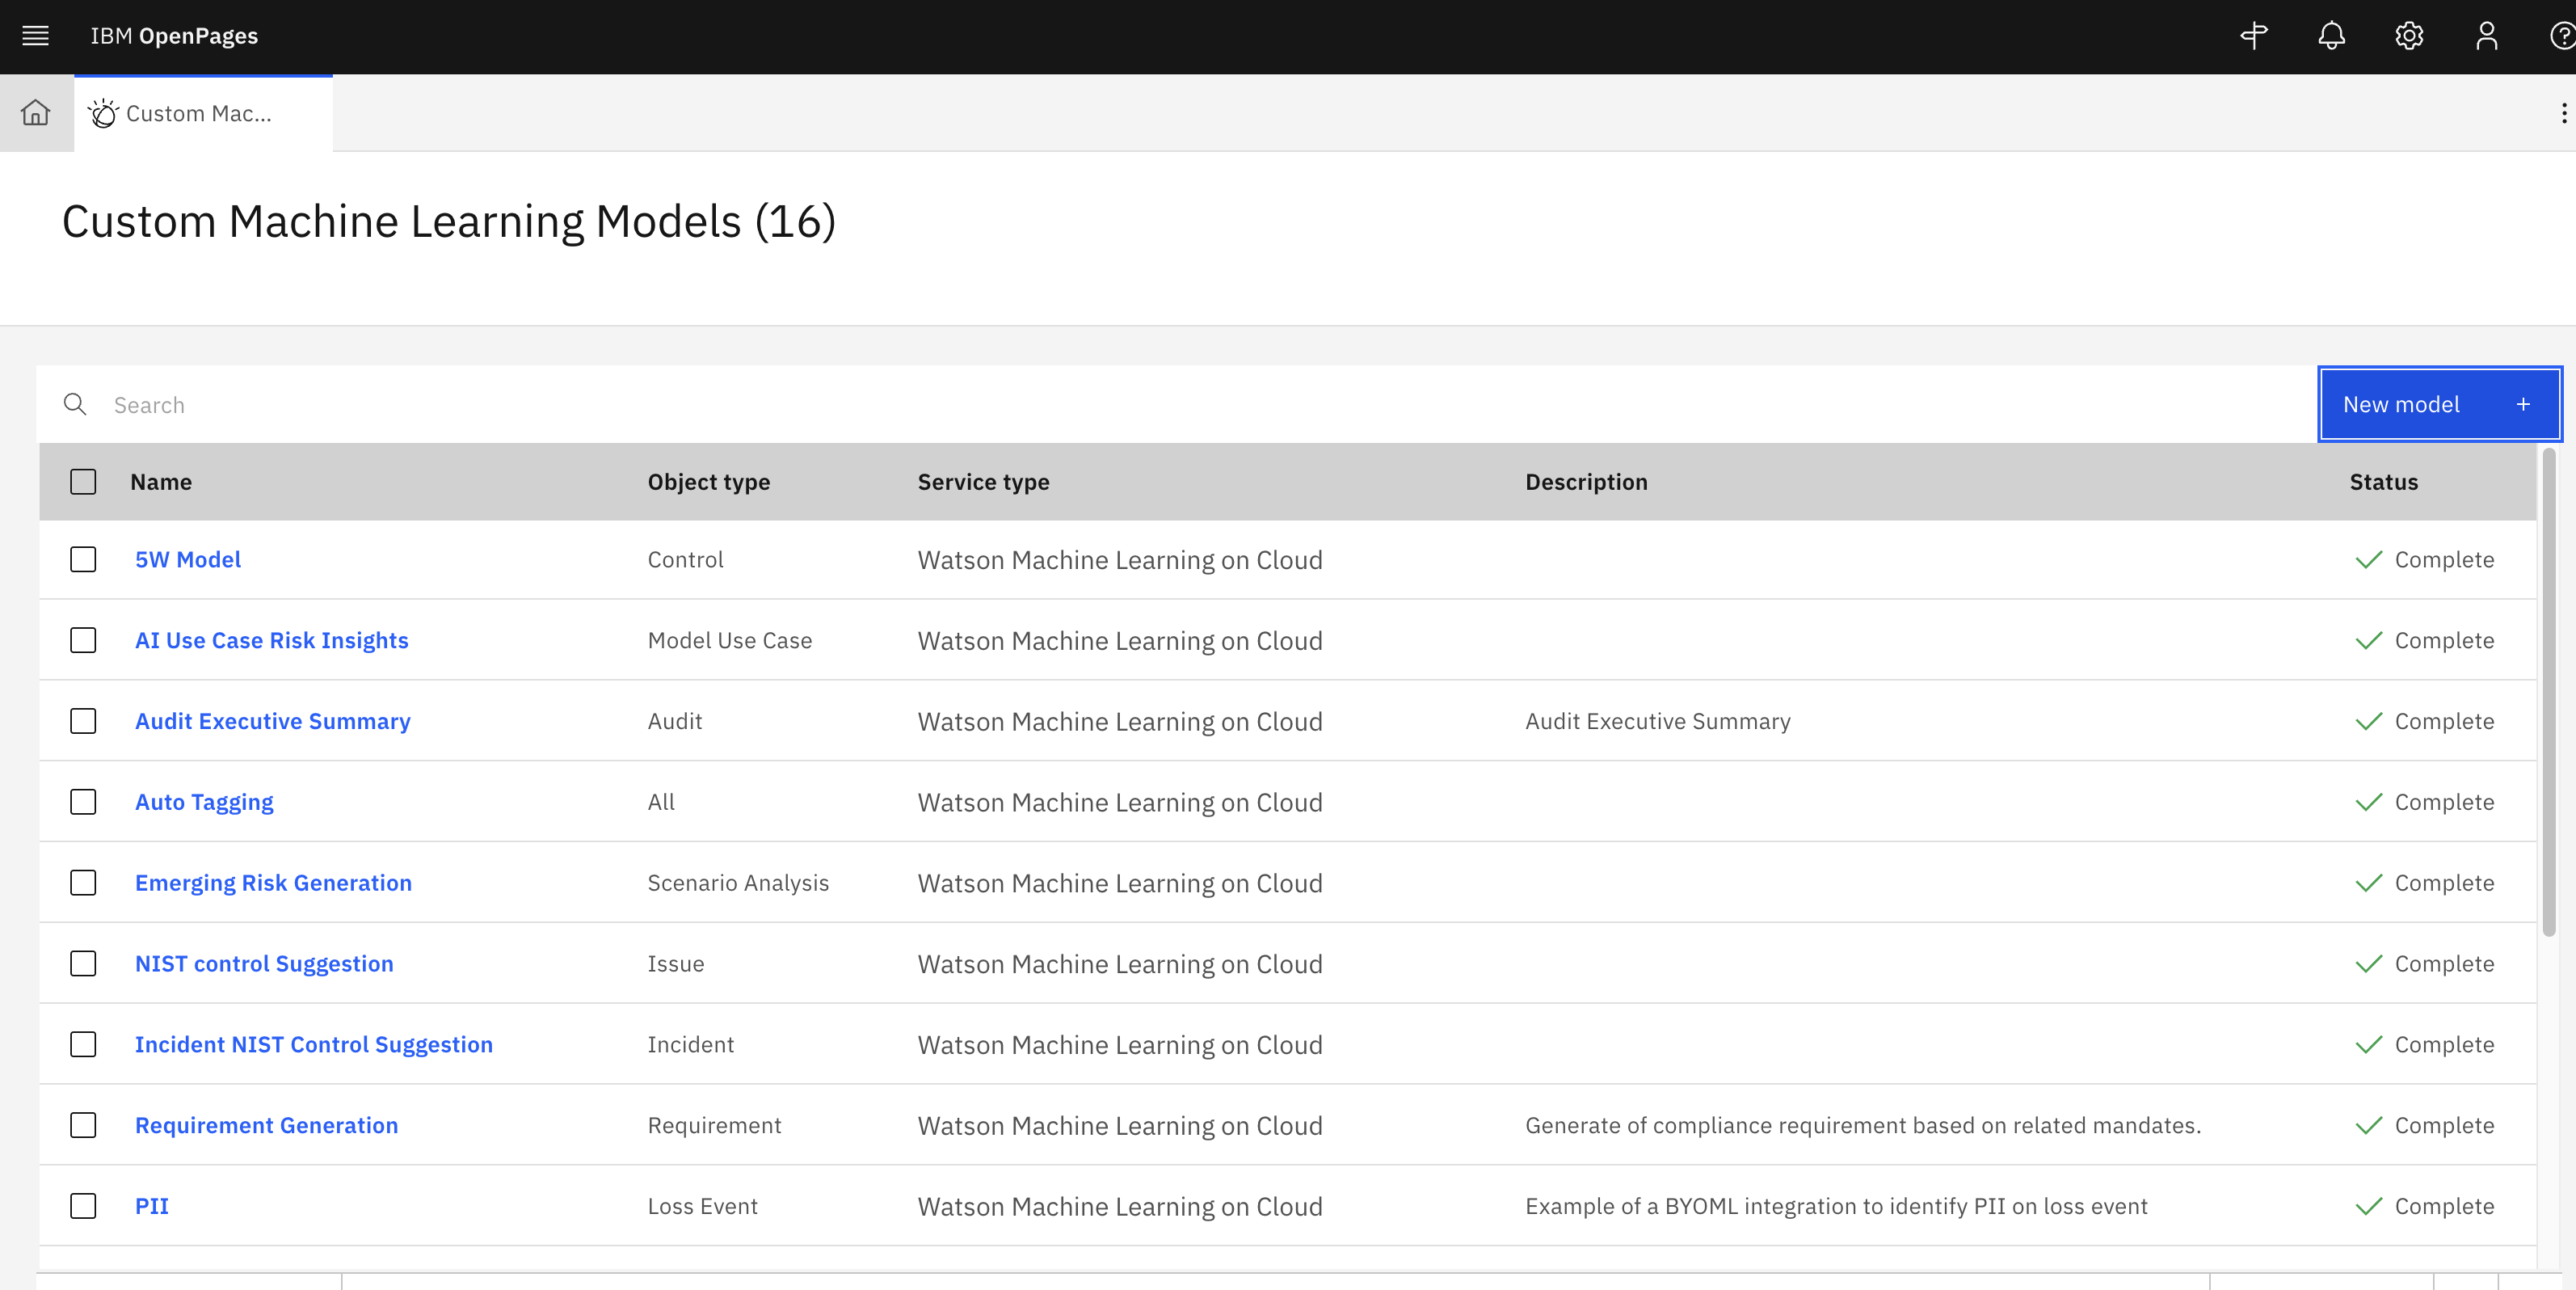 IBM OpenPages
Custom Mac...
Custom Machine Learning Models (16)
Search
New model +
Name Object type Service type Description Status
5W Model Control Watson Machine Learning on Cloud Complete
AI Use Case Risk Insights Model Use Case Watson Machine Learning on Cloud Complete
Audit Executive Summary Audit Watson Machine Learning on Cloud Audit Executive Summary Complete
Auto Tagging All Watson Machine Learning on Cloud Complete
Emerging Risk Generation Scenario Analysis Watson Machine Learning on Cloud Complete
NIST control Suggestion Issue Watson Machine Learning on Cloud Complete
Incident NIST Control Suggestion Incident Watson Machine Learning on Cloud Complete
Requirement Generation Requirement Watson Machine Learning on Cloud Generate of compliance requirement based on related mandates. Complete
PII Loss Event Watson Machine Learning on Cloud Example of a BYOML integration to identify PII on loss event Complete